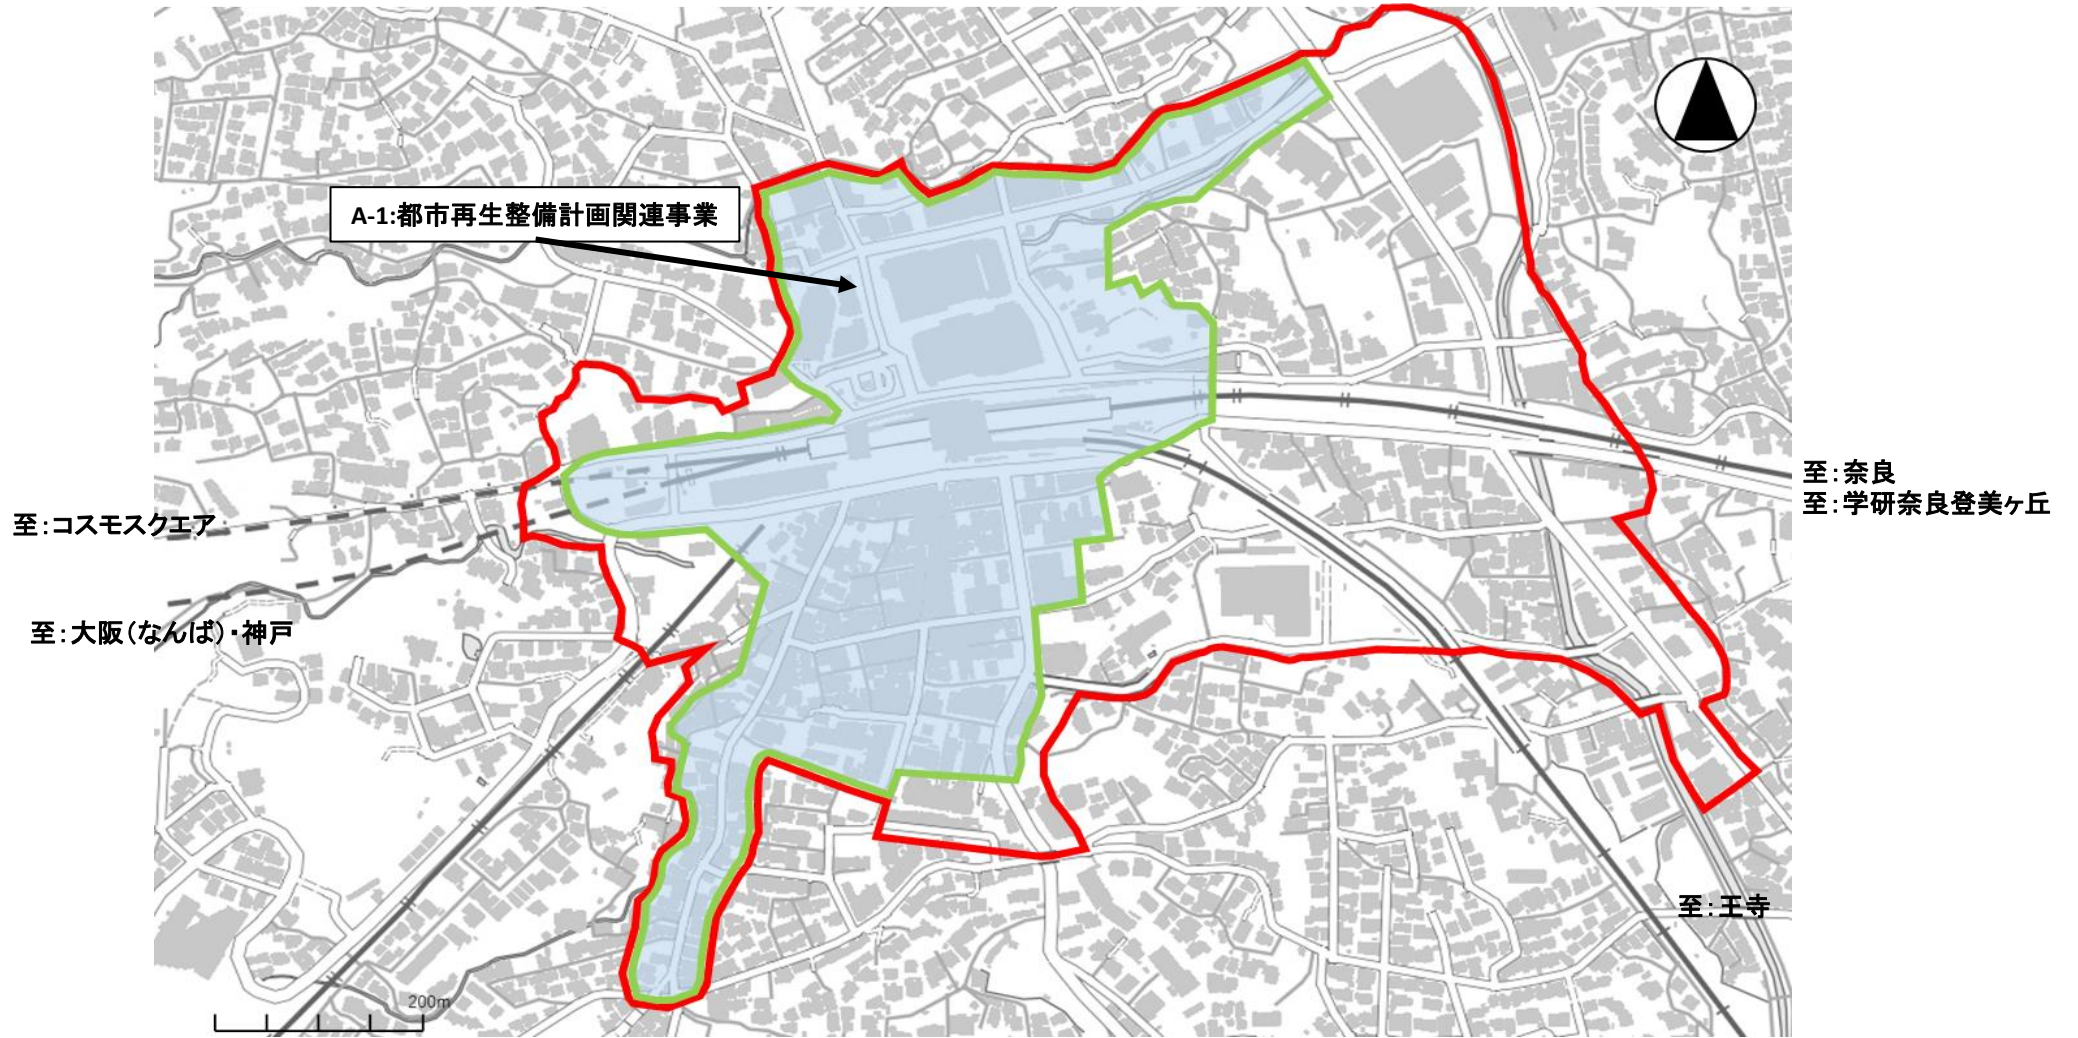 A-1:都市再生整備計画関連事業
至:奈良
至:学研奈良登美ヶ丘
至:コスモスクエア
至:大阪(なんば)・神戸
至:王寺
200m